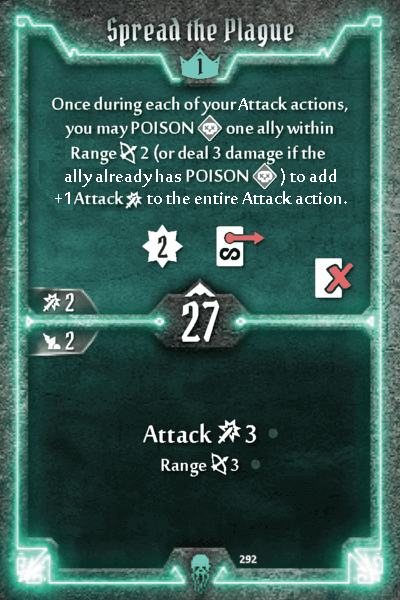 Spread the Plague
1
Once during each of your Attack actions,
you may POISON one ally within
Range 2 (or deal 3 damage if the
ally already has POISON ) to add
+1 Attack to the entire Attack action.
2
2
27
2
Attack 3
Range 3
292